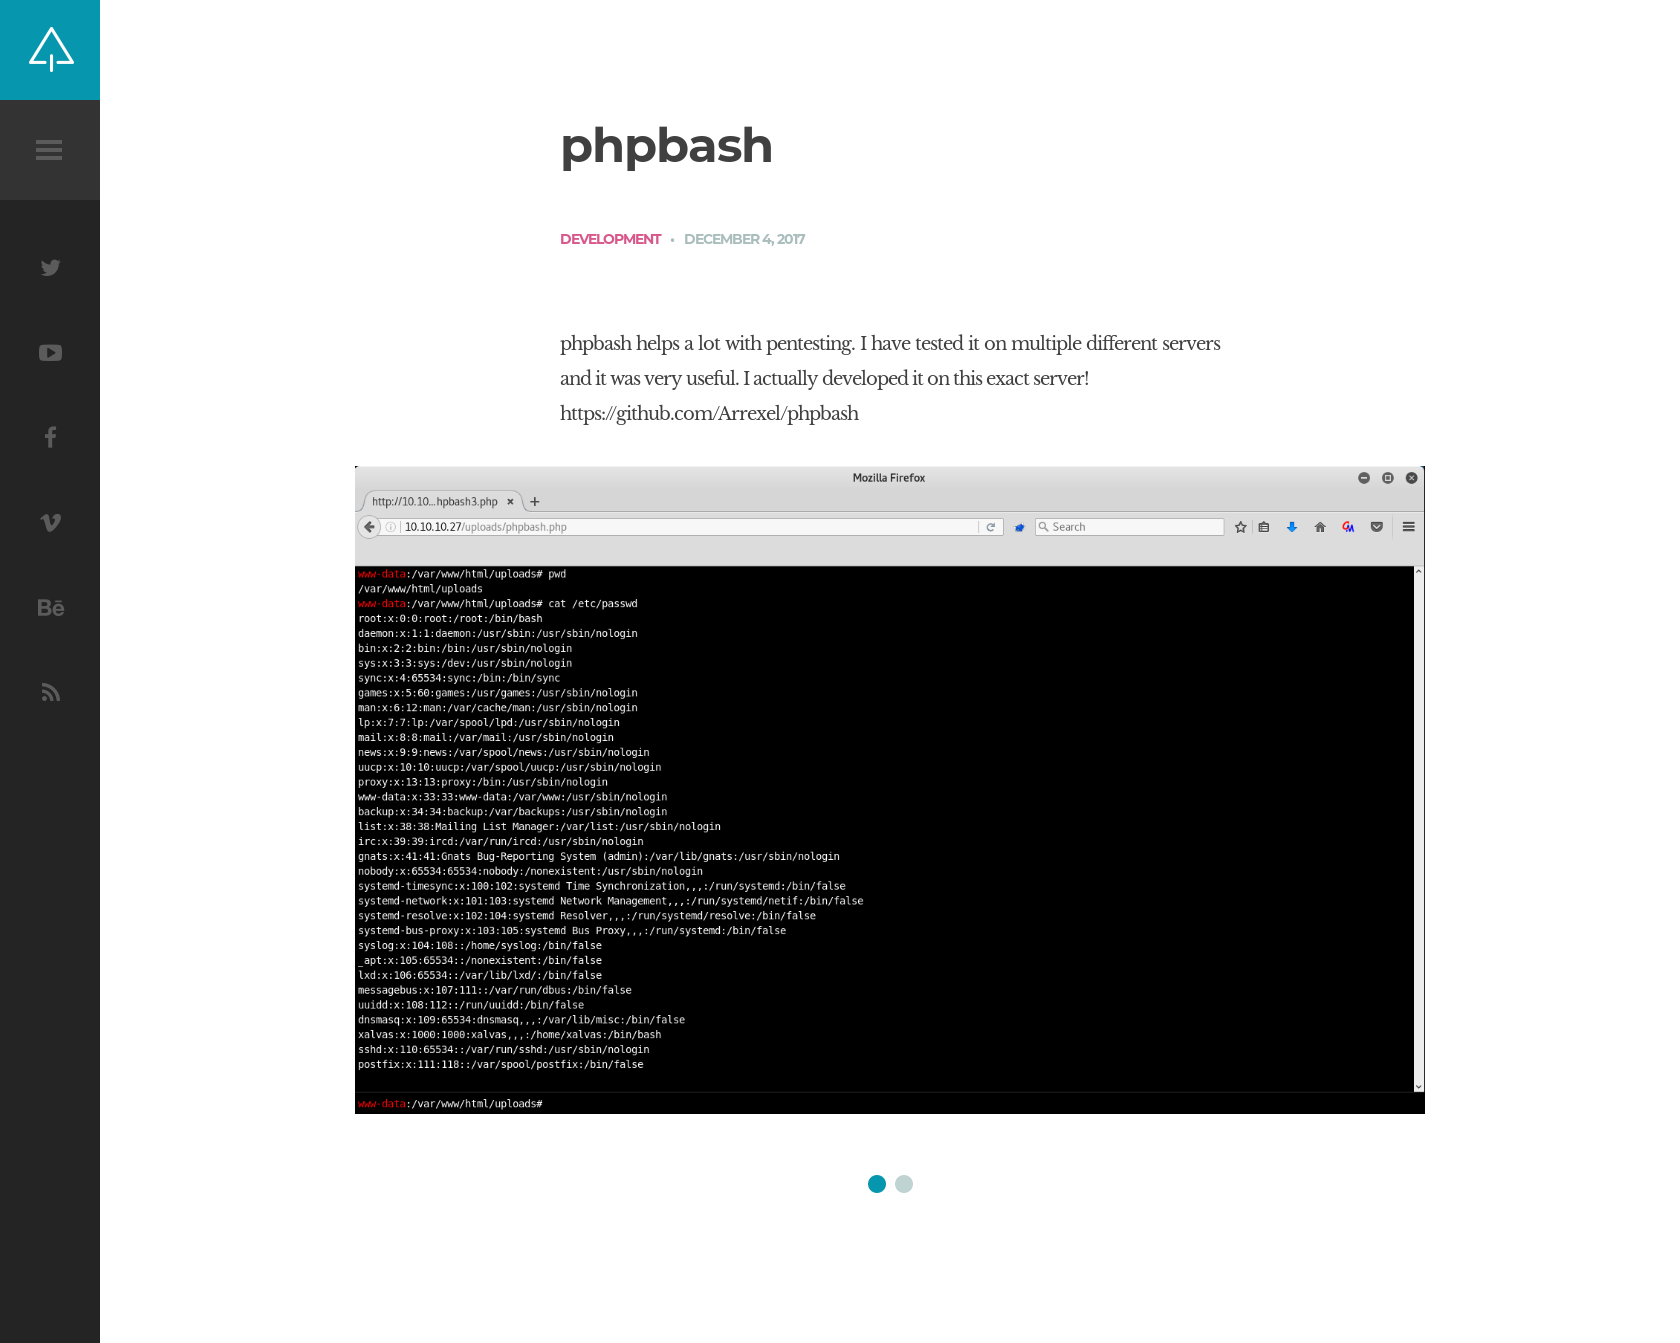 phpbash
DEVELOPMENT • DECEMBER 4, 2017
phpbash helps a lot with pentesting. I have tested it on multiple different servers
and it was very useful. I actually developed it on this exact server!
https://github.com/Arrexel/phpbash
Mozilla Firefox
http://10.10...hpbash3.php × +
10.10.10.27/uploads/phpbash.php Search
www-data:/var/www/html/uploads# pwd
/var/www/html/uploads
www-data:/var/www/html/uploads# cat /etc/passwd
root:x:0:0:root:/root:/bin/bash
daemon:x:1:1:daemon:/usr/sbin:/usr/sbin/nologin
bin:x:2:2:bin:/bin:/usr/sbin/nologin
sys:x:3:3:sys:/dev:/usr/sbin/nologin
sync:x:4:65534:sync:/bin:/bin/sync
games:x:5:60:games:/usr/games:/usr/sbin/nologin
man:x:6:12:man:/var/cache/man:/usr/sbin/nologin
lp:x:7:7:lp:/var/spool/lpd:/usr/sbin/nologin
mail:x:8:8:mail:/var/mail:/usr/sbin/nologin
news:x:9:9:news:/var/spool/news:/usr/sbin/nologin
uucp:x:10:10:uucp:/var/spool/uucp:/usr/sbin/nologin
proxy:x:13:13:proxy:/bin:/usr/sbin/nologin
www-data:x:33:33:www-data:/var/www:/usr/sbin/nologin
backup:x:34:34:backup:/var/backups:/usr/sbin/nologin
list:x:38:38:Mailing List Manager:/var/list:/usr/sbin/nologin
irc:x:39:39:ircd:/var/run/ircd:/usr/sbin/nologin
gnats:x:41:41:Gnats Bug-Reporting System (admin):/var/lib/gnats:/usr/sbin/nologin
nobody:x:65534:65534:nobody:/nonexistent:/usr/sbin/nologin
systemd-timesync:x:100:102:systemd Time Synchronization,,,:/run/systemd:/bin/false
systemd-network:x:101:103:systemd Network Management,,,:/run/systemd/netif:/bin/false
systemd-resolve:x:102:104:systemd Resolver,,,:/run/systemd/resolve:/bin/false
systemd-bus-proxy:x:103:105:systemd Bus Proxy,,,:/run/systemd:/bin/false
syslog:x:104:108::/home/syslog:/bin/false
_apt:x:105:65534::/nonexistent:/bin/false
lxd:x:106:65534::/var/lib/lxd/:/bin/false
messagebus:x:107:111::/var/run/dbus:/bin/false
uuidd:x:108:112::/run/uuidd:/bin/false
dnsmasq:x:109:65534:dnsmasq,,,:/var/lib/misc:/bin/false
xalvas:x:1000:1000:xalvas,,,:/home/xalvas:/bin/bash
sshd:x:110:65534::/var/run/sshd:/usr/sbin/nologin
postfix:x:111:118::/var/spool/postfix:/bin/false
www-data:/var/www/html/uploads#
Bē